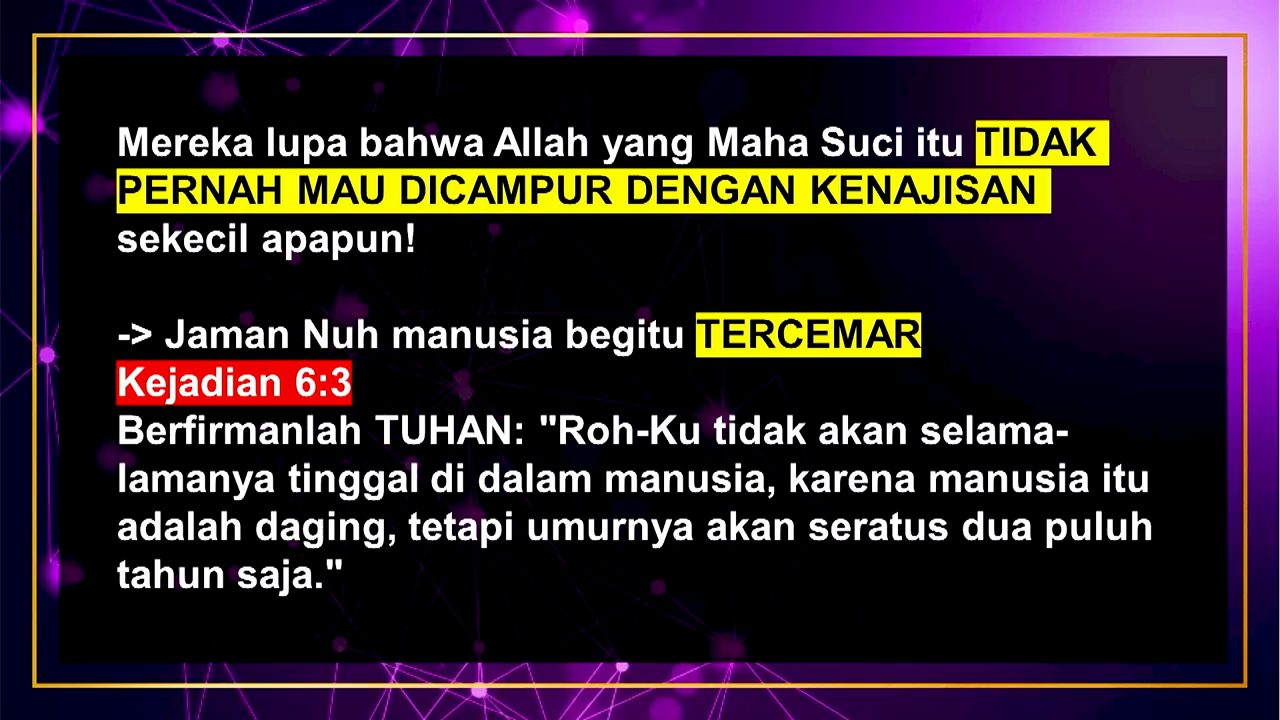 Mereka lupa bahwa Allah yang Maha Suci itu TIDAK
PERNAH MAU DICAMPUR DENGAN KENAJISAN
sekecil apapun!
-> Jaman Nuh manusia begitu TERCEMAR
Kejadian 6:3
Berfirmanlah TUHAN: "Roh-Ku tidak akan selama-
lamanya tinggal di dalam manusia, karena manusia itu
adalah daging, tetapi umurnya akan seratus dua puluh
tahun saja."